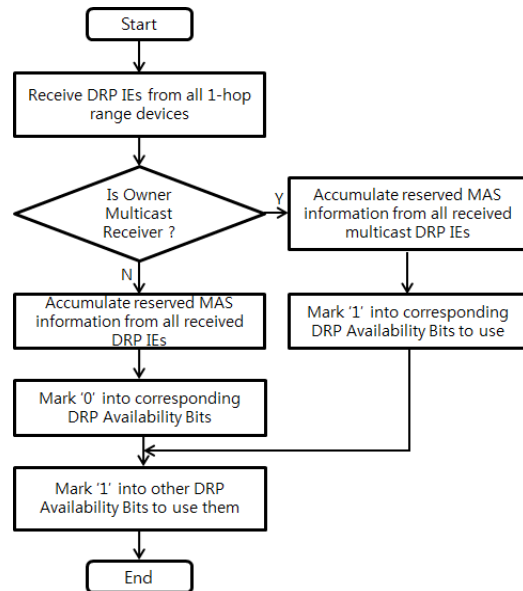 Start
Receive DRP IEs from all 1-hop
range devices
Is Owner
Multicast
Receiver ?
Y
Accumulate reserved MAS
information from all received
multicast DRP IEs
N
Accumulate reserved MAS
information from all received
DRP IEs
Mark '1' into corresponding
DRP Availability Bits to use
Mark '0' into corresponding
DRP Availability Bits
Mark '1' into other DRP
Availability Bits to use them
End